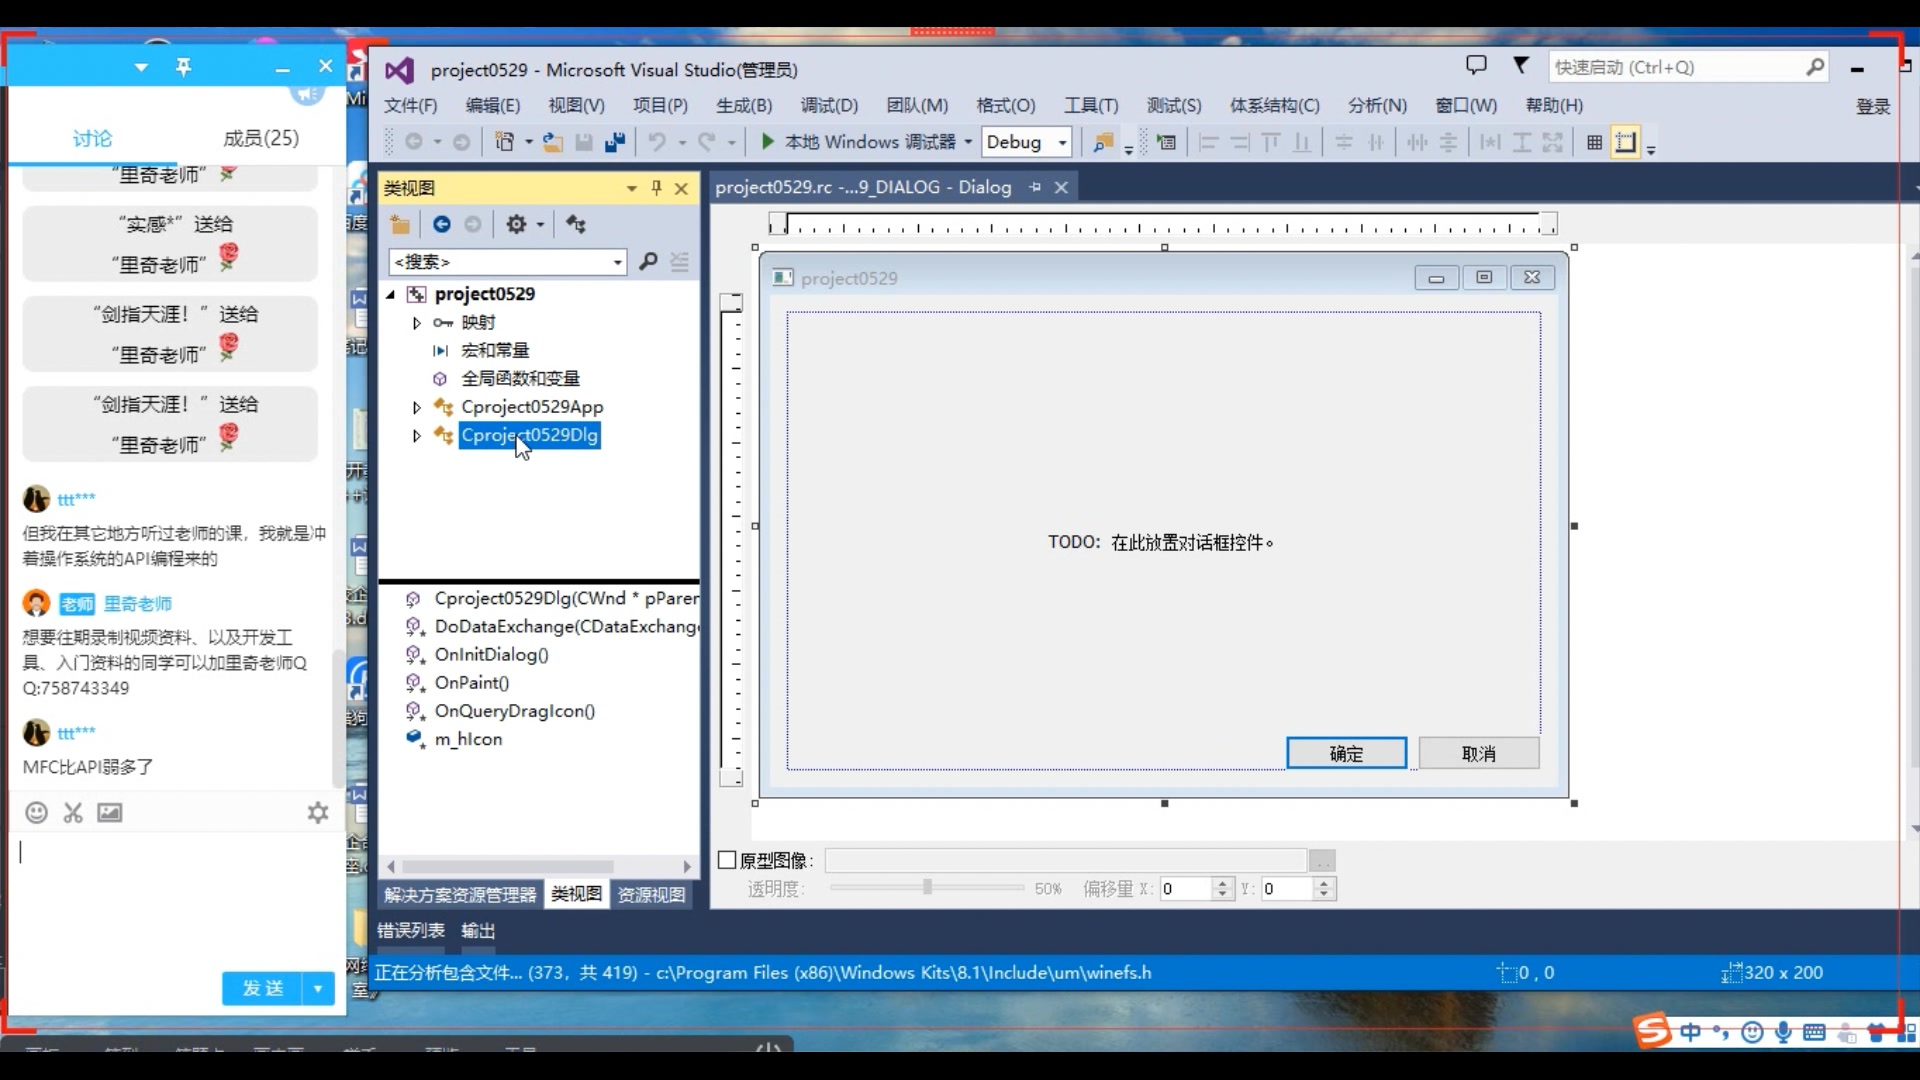 讨论
成员(25)
“里奇老师”
“实感*”送给
“里奇老师”
“剑指天涯！”送给
“里奇老师”
“剑指天涯！”送给
“里奇老师”
ttt***
但我在其它地方听过老师的课，我就是冲
着操作系统的API编程来的
老师 里奇老师
想要往期录制视频资料、以及开发工
具、入门资料的同学可以加里奇老师Q
Q:758743349
ttt***
MFC比API弱多了
发送
project0529 - Microsoft Visual Studio(管理员)
快速启动 (Ctrl+Q)
文件(F) 编辑(E) 视图(V) 项目(P) 生成(B) 调试(D) 团队(M) 格式(O) 工具(T) 测试(S) 体系结构(C) 分析(N) 窗口(W) 帮助(H)
登录
本地 Windows 调试器 Debug
类视图
<搜索>
project0529
映射
宏和常量
全局函数和变量
Cproject0529App
Cproject0529Dlg
Cproject0529Dlg(CWnd * pParen
DoDataExchange(CDataExchange
OnInitDialog()
OnPaint()
OnQueryDragIcon()
m_hIcon
解决方案资源管理器 类视图 资源视图
project0529.rc -...9_DIALOG - Dialog
project0529
TODO: 在此放置对话框控件。
确定 取消
原型图像:
透明度: 50% 偏移量 X: 0 Y: 0
错误列表 输出
正在分析包含文件... (373, 共 419) - c:\Program Files (x86)\Windows Kits\8.1\Include\um\winefs.h
0 , 0
320 x 200
中